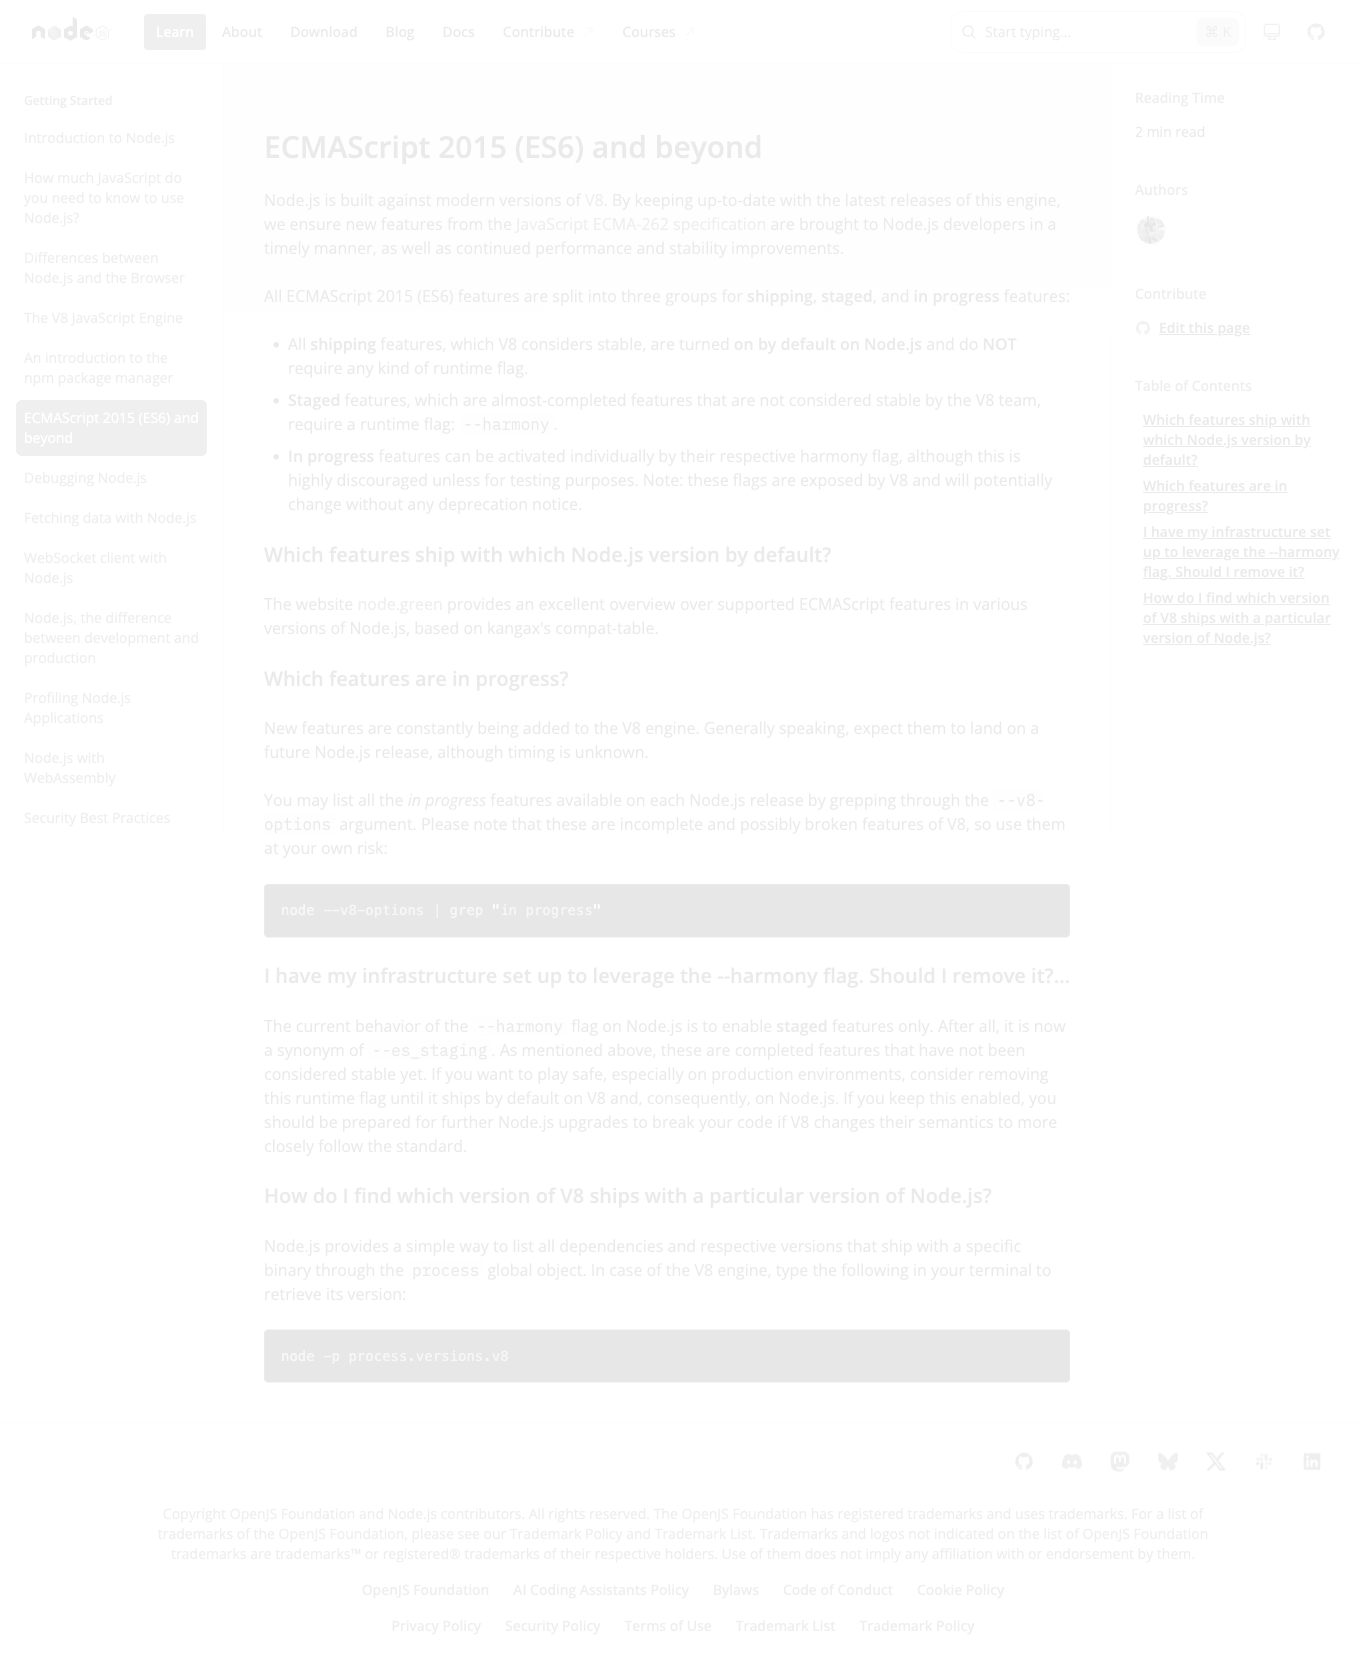 node
Learn
About
Download
Blog
Docs
Contribute
Courses
Start typing...
⌘ K
Getting Started
Introduction to Node.js
How much JavaScript do
you need to know to use
Node.js?
Differences between
Node.js and the Browser
The V8 JavaScript Engine
An introduction to the
npm package manager
ECMAScript 2015 (ES6) and
beyond
Debugging Node.js
Fetching data with Node.js
WebSocket client with
Node.js
Node.js, the difference
between development and
production
Profiling Node.js
Applications
Node.js with
WebAssembly
Security Best Practices
ECMAScript 2015 (ES6) and beyond
Node.js is built against modern versions of V8. By keeping up-to-date with the latest releases of this engine,
we ensure new features from the JavaScript ECMA-262 specification are brought to Node.js developers in a
timely manner, as well as continued performance and stability improvements.
All ECMAScript 2015 (ES6) features are split into three groups for shipping, staged, and in progress features:
• All shipping features, which V8 considers stable, are turned on by default on Node.js and do NOT
require any kind of runtime flag.
• Staged features, which are almost-completed features that are not considered stable by the V8 team,
require a runtime flag: --harmony.
• In progress features can be activated individually by their respective harmony flag, although this is
highly discouraged unless for testing purposes. Note: these flags are exposed by V8 and will potentially
change without any deprecation notice.
Which features ship with which Node.js version by default?
The website node.green provides an excellent overview over supported ECMAScript features in various
versions of Node.js, based on kangax's compat-table.
Which features are in progress?
New features are constantly being added to the V8 engine. Generally speaking, expect them to land on a
future Node.js release, although timing is unknown.
You may list all the in progress features available on each Node.js release by grepping through the --v8-
options argument. Please note that these are incomplete and possibly broken features of V8, so use them
at your own risk:
node --v8-options | grep "in progress"
I have my infrastructure set up to leverage the --harmony flag. Should I remove it?...
The current behavior of the --harmony flag on Node.js is to enable staged features only. After all, it is now
a synonym of --es_staging. As mentioned above, these are completed features that have not been
considered stable yet. If you want to play safe, especially on production environments, consider removing
this runtime flag until it ships by default on V8 and, consequently, on Node.js. If you keep this enabled, you
should be prepared for further Node.js upgrades to break your code if V8 changes their semantics to more
closely follow the standard.
How do I find which version of V8 ships with a particular version of Node.js?
Node.js provides a simple way to list all dependencies and respective versions that ship with a specific
binary through the process global object. In case of the V8 engine, type the following in your terminal to
retrieve its version:
node -p process.versions.v8
Reading Time
2 min read
Authors
Contribute
Edit this page
Table of Contents
Which features ship with
which Node.js version by
default?
Which features are in
progress?
I have my infrastructure set
up to leverage the --harmony
flag. Should I remove it?
How do I find which version
of V8 ships with a particular
version of Node.js?
Copyright OpenJS Foundation and Node.js contributors. All rights reserved. The OpenJS Foundation has registered trademarks and uses trademarks. For a list of
trademarks of the OpenJS Foundation, please see our Trademark Policy and Trademark List. Trademarks and logos not indicated on the list of OpenJS Foundation
trademarks are trademarks™ or registered® trademarks of their respective holders. Use of them does not imply any affiliation with or endorsement by them.
OpenJS Foundation
AI Coding Assistants Policy
Bylaws
Code of Conduct
Cookie Policy
Privacy Policy
Security Policy
Terms of Use
Trademark List
Trademark Policy